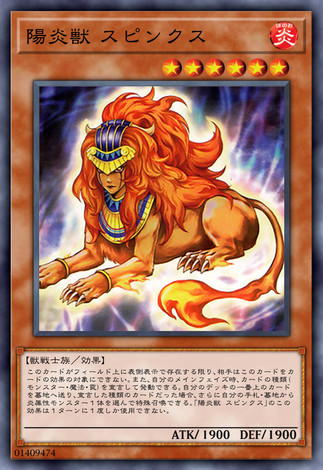 陽炎獣 スピンクス
ほのお
炎
【獣戦士族／効果】
このカードがフィールド上に表側表示で存在する限り、相手はこのカードをカ
ードの効果の対象にできない。また、自分のメインフェイズ時、カードの種類(
モンスター・魔法・罠)を宣言して発動できる。自分のデッキの一番上のカード
を墓地へ送り、宣言した種類のカードだった場合、さらに自分の手札・墓地から
炎属性モンスター１体を選んで特殊召喚できる。「陽炎獣 スピンクス」のこの
効果は１ターンに１度しか使用できない。
ATK/1900 DEF/1900
01409474